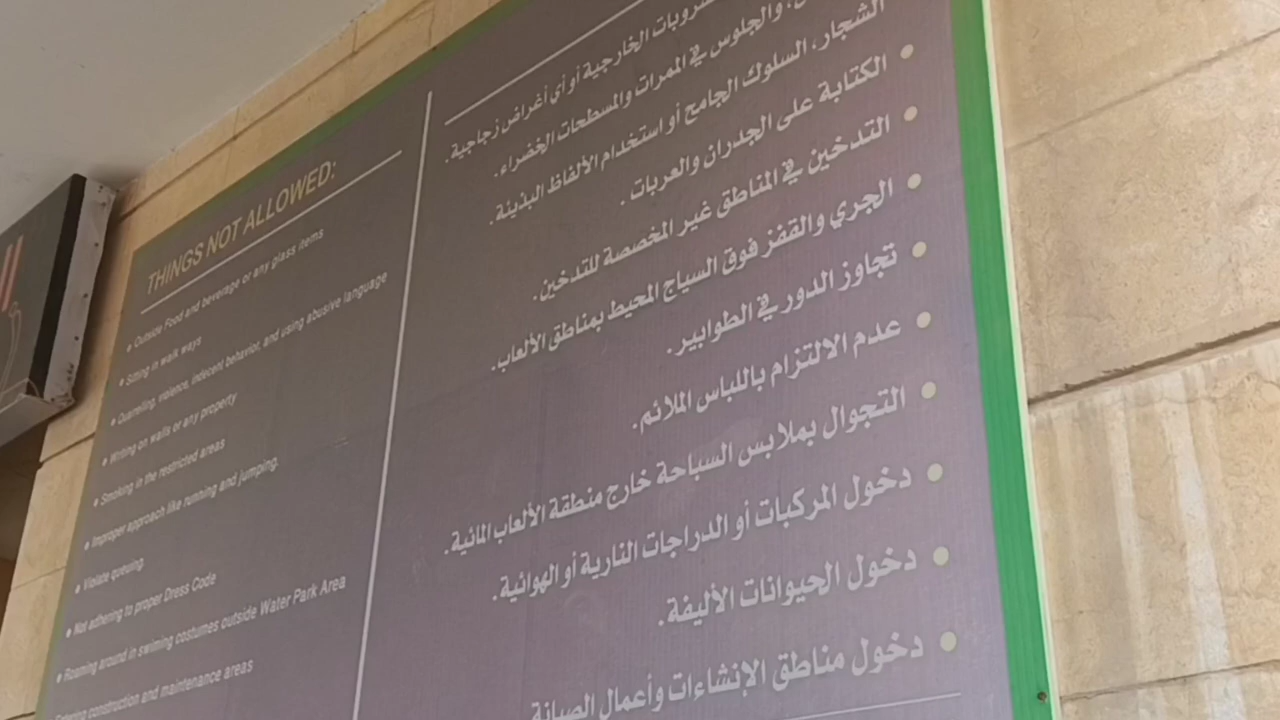 THINGS NOT ALLOWED:
• Outside Food and beverage or any glass items
• Sitting in walk ways
• Quarreling, violence, indecent behavior, and using abusive language
• Writing on walls or any property
• Smoking in the restricted areas
• Improper approach like running and jumping.
• Violate queuing.
• Not adhering to proper Dress Code
• Roaming around in swiming costumes outside Water Park Area
Entering construction and maintenance areas
الخارجية أو أي أغراض زجاجية.
والجلوس في الممرات والمسطحات الخضراء.
الشجار، السلوك الجامح أو استخدام الألفاظ البذيئة.
• الكتابة على الجدران والعربات.
• التدخين في المناطق غير المخصصة للتدخين.
• الجري والقفز فوق السياج المحيط بمناطق الألعاب.
• تجاوز الدور في الطوابير.
• عدم الالتزام باللباس الملائم.
• التجوال بملابس السباحة خارج منطقة الألعاب المائية.
• دخول المركبات أو الدراجات النارية أو الهوائية.
• دخول الحيوانات الأليفة.
• دخول مناطق الإنشاءات وأعمال الصيانة